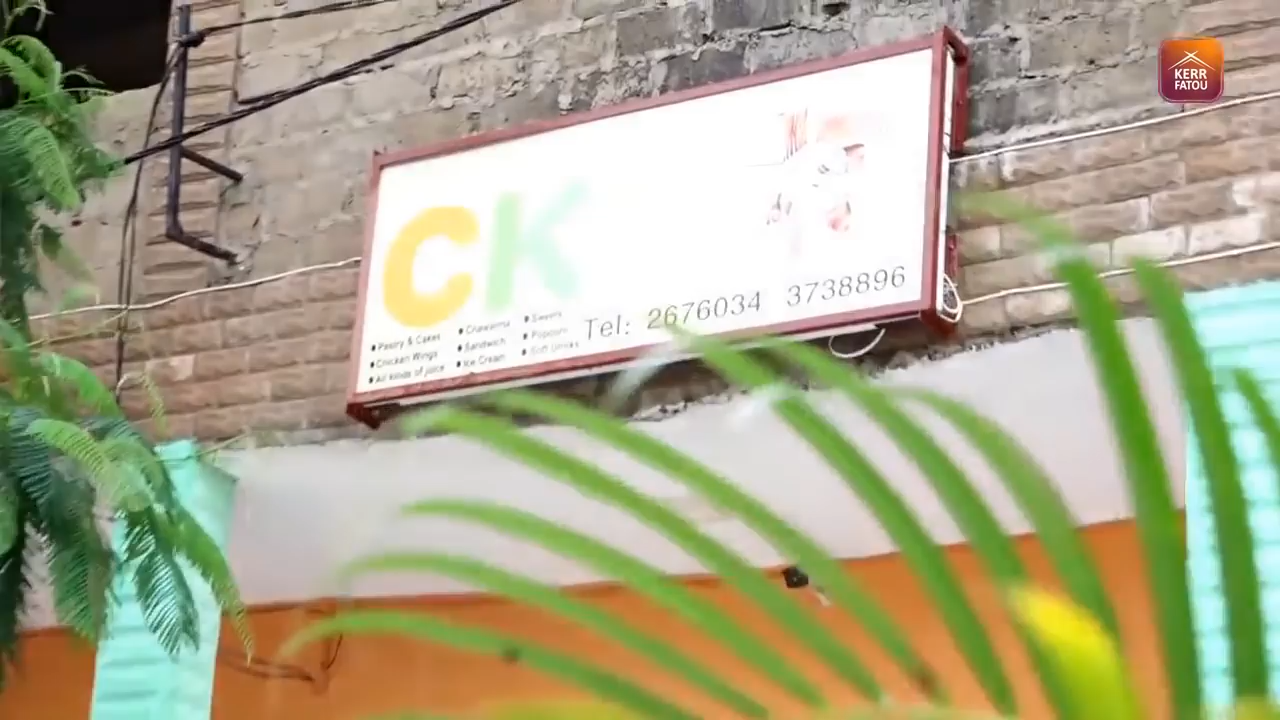 KERR
FATOU
CK
Pastry & Cakes
Chicken Wings
All kinds of juice
Chawarma
Sandwich
Ice Cream
Sweets
Popcorn
Soft Drinks
Tel: 2676034 3738896